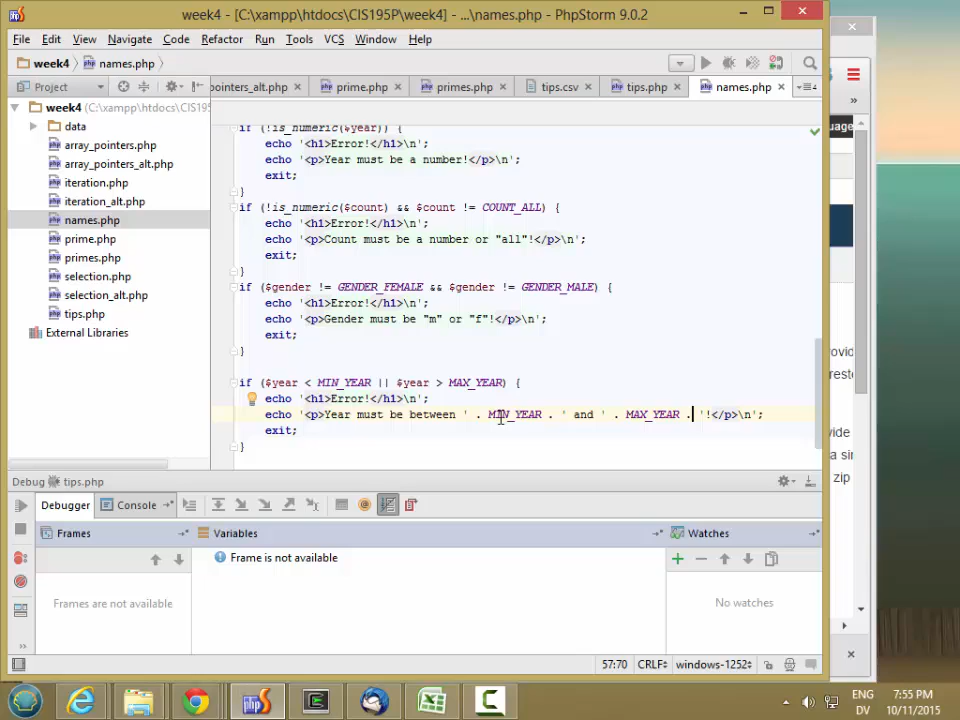 week4 - [C:\xampp\htdocs\CIS195P\week4] - ...\names.php - PhpStorm 9.0.2
File Edit View Navigate Code Refactor Run Tools VCS Window Help
week4 names.php
Project
pointers_alt.php prime.php primes.php tips.csv tips.php names.php
week4 (C:\xampp\htdocs\CIS195P
data
array_pointers.php
array_pointers_alt.php
iteration.php
iteration_alt.php
names.php
prime.php
primes.php
selection.php
selection_alt.php
tips.php
External Libraries
if (!is_numeric($year)) {
echo '<h1>Error!</h1>\n';
echo '<p>Year must be a number!</p>\n';
exit;
}
if (!is_numeric($count) && $count != COUNT_ALL) {
echo '<h1>Error!</h1>\n';
echo '<p>Count must be a number or "all"!</p>\n';
exit;
}
if ($gender != GENDER_FEMALE && $gender != GENDER_MALE) {
echo '<h1>Error!</h1>\n';
echo '<p>Gender must be "m" or "f"!</p>\n';
exit;
}
if ($year < MIN_YEAR || $year > MAX_YEAR) {
echo '<h1>Error!</h1>\n';
echo '<p>Year must be between ' . MIN_YEAR . ' and ' . MAX_YEAR . '!</p>\n';
exit;
}
Debug tips.php
Debugger Console
Frames Variables Watches
Frame is not available
Frames are not available
No watches
57:70 CRLF windows-1252
zip
ENG
DV
7:55 PM
10/11/2015